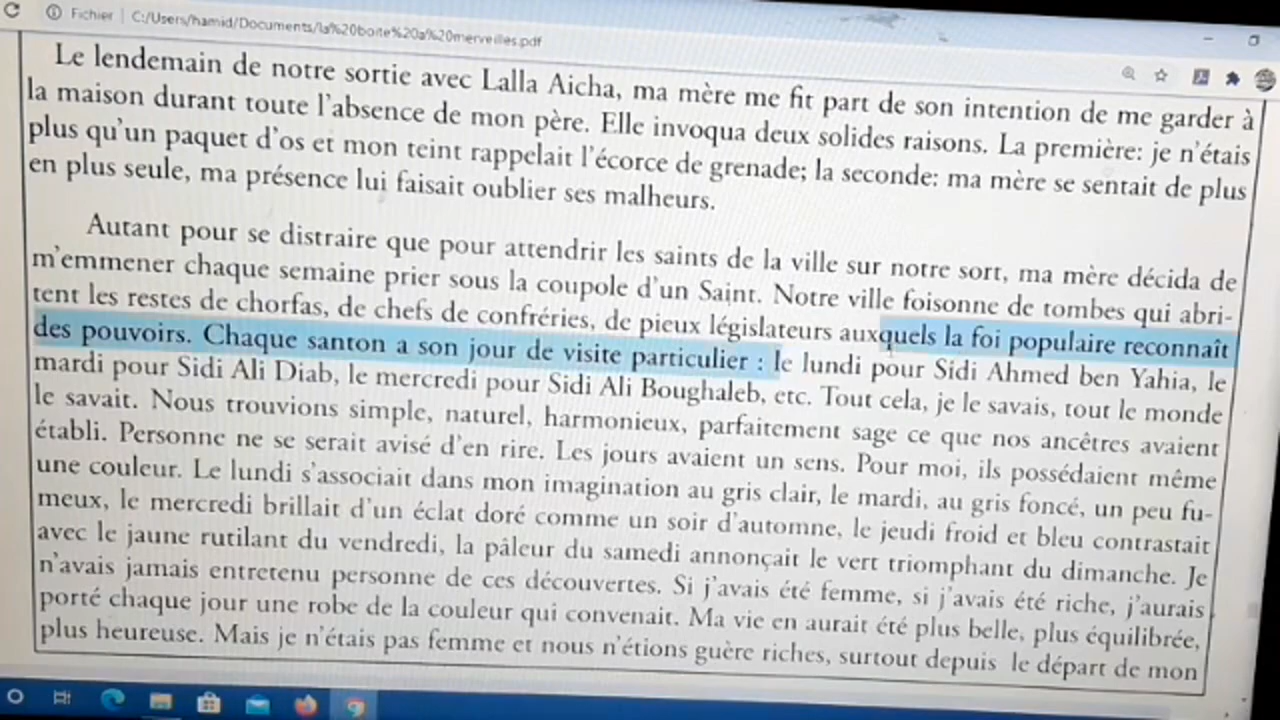 Fichier | C:/Users/hamid/Documents/la%20boite%20a%20merveilles.pdf
Le lendemain de notre sortie avec Lalla Aicha, ma mère me fit part de son intention de me garder à
la maison durant toute l'absence de mon père. Elle invoqua deux solides raisons. La première: je n'étais
plus qu'un paquet d'os et mon teint rappelait l'écorce de grenade; la seconde: ma mère se sentait de plus
en plus seule, ma présence lui faisait oublier ses malheurs.
Autant pour se distraire que pour attendrir les saints de la ville sur notre sort, ma mère décida de
m'emmener chaque semaine prier sous la coupole d'un Saint. Notre ville foisonne de tombes qui abri-
tent les restes de chorfas, de chefs de confréries, de pieux législateurs auxquels la foi populaire reconnaît
des pouvoirs. Chaque santon a son jour de visite particulier : le lundi pour Sidi Ahmed ben Yahia, le
mardi pour Sidi Ali Diab, le mercredi pour Sidi Ali Boughaleb, etc. Tout cela, je le savais, tout le monde
le savait. Nous trouvions simple, naturel, harmonieux, parfaitement sage ce que nos ancêtres avaient
établi. Personne ne se serait avisé d'en rire. Les jours avaient un sens. Pour moi, ils possédaient même
une couleur. Le lundi s'associait dans mon imagination au gris clair, le mardi, au gris foncé, un peu fu-
meux, le mercredi brillait d'un éclat doré comme un soir d'automne, le jeudi froid et bleu contrastait
avec le jaune rutilant du vendredi, la pâleur du samedi annonçait le vert triomphant du dimanche. Je
n'avais jamais entretenu personne de ces découvertes. Si j'avais été femme, si j'avais été riche, j'aurais
porté chaque jour une robe de la couleur qui convenait. Ma vie en aurait été plus belle, plus équilibrée,
plus heureuse. Mais je n'étais pas femme et nous n'étions guère riches, surtout depuis le départ de mon